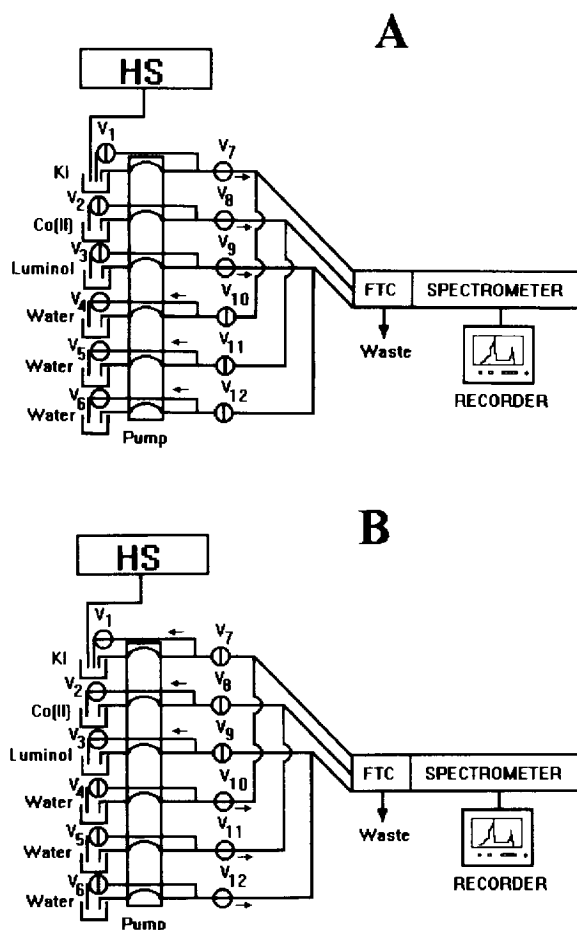 A
HS
V1
KI
V7
V2
Co(II)
V8
V3
Luminol
V9
V4
Water
V10
V5
Water
V11
V6
Water
V12
Pump
FTC
SPECTROMETER
Waste
RECORDER
B
HS
V1
KI
V7
V2
Co(II)
V8
V3
Luminol
V9
V4
Water
V10
V5
Water
V11
V6
Water
V12
Pump
FTC
SPECTROMETER
Waste
RECORDER